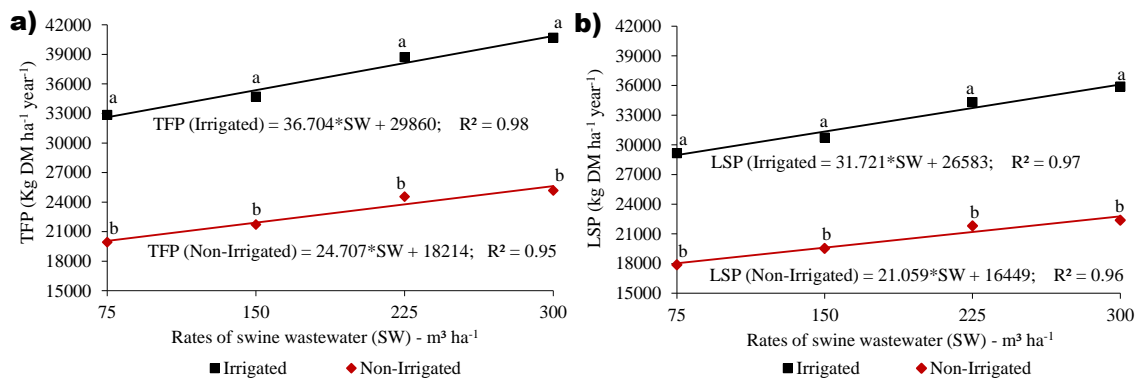 a)
TFP (Kg DM ha⁻¹ year⁻¹)
42000
39000
36000
33000
30000
27000
24000
21000
18000
15000
a
a
a
a
TFP (Irrigated) = 36.704*SW + 29860; R² = 0.98
b
b
b
b
TFP (Non-Irrigated) = 24.707*SW + 18214; R² = 0.95
75 150 225 300
Rates of swine wastewater (SW) - m³ ha⁻¹
Irrigated Non-Irrigated
b)
LSP (kg DM ha⁻¹ year⁻¹)
42000
39000
36000
33000
30000
27000
24000
21000
18000
15000
a
a
a
a
LSP (Irrigated = 31.721*SW + 26583; R² = 0.97
b
b
b
b
LSP (Non-Irrigated) = 21.059*SW + 16449; R² = 0.96
75 150 225 300
Rates of swine wastewater (SW) - m³ ha⁻¹
Irrigated Non-Irrigated